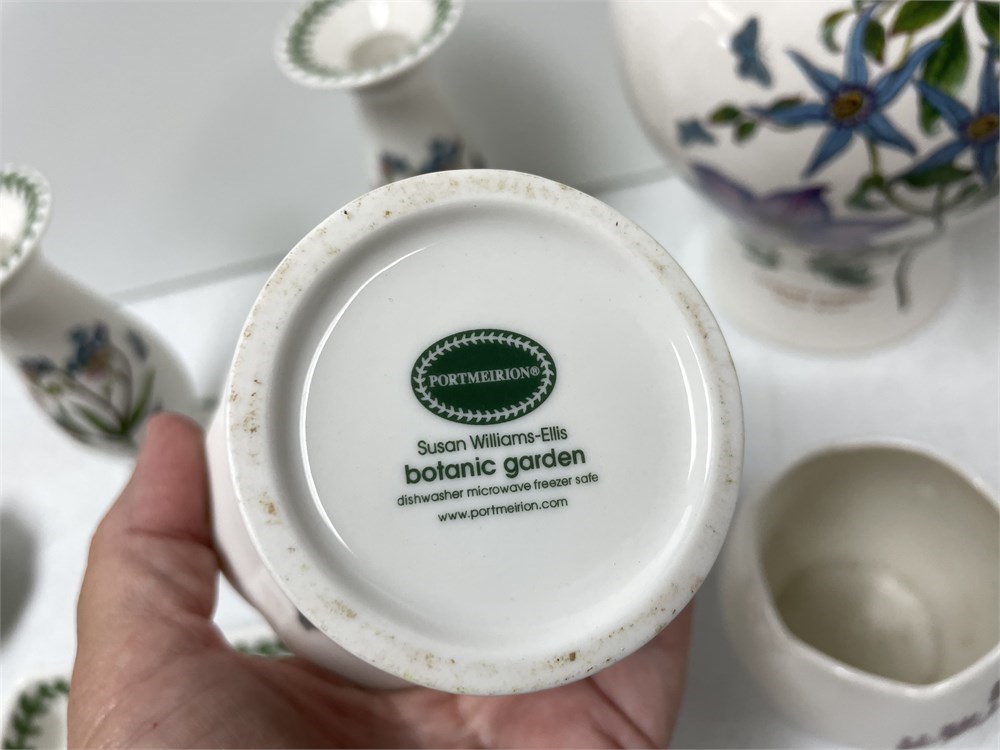 PORTMEIRION®
Susan Williams-Ellis
botanic garden
dishwasher microwave freezer safe
www.portmeirion.com